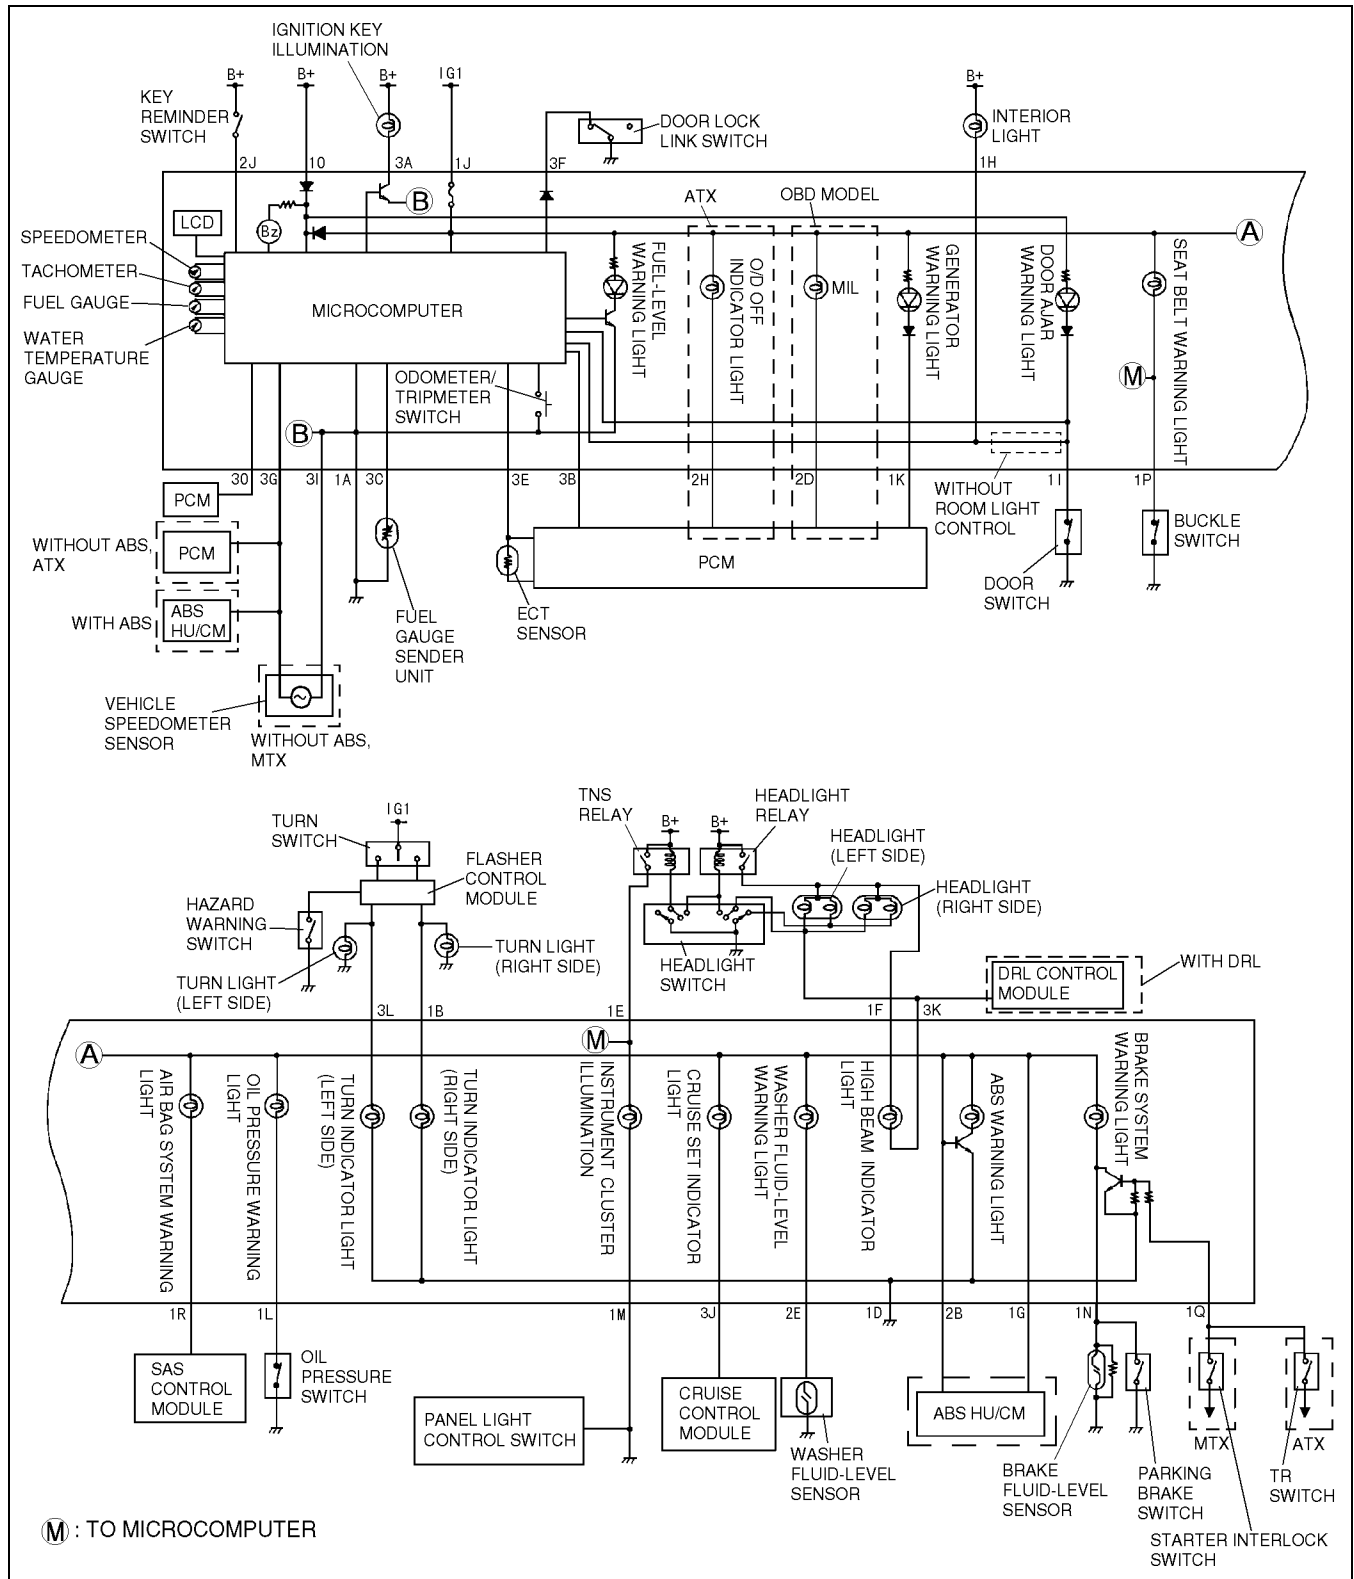 IGNITION KEY
ILLUMINATION
B+
B+
B+
IG1
B+
KEY
REMINDER
SWITCH
DOOR LOCK
LINK SWITCH
INTERIOR
LIGHT
2J
1O
3A
1J
3F
1H
B
ATX
OBD MODEL
LCD
Bz
A
SPEEDOMETER
TACHOMETER
FUEL GAUGE
WATER
TEMPERATURE
GAUGE
MICROCOMPUTER
FUEL-LEVEL
WARNING LIGHT
O/D OFF
INDICATOR LIGHT
MIL
GENERATOR
WARNING LIGHT
DOOR AJAR
WARNING LIGHT
SEAT BELT WARNING LIGHT
M
ODOMETER/
TRIPMETER
SWITCH
B
3O
3G
3I
1A
3C
3E
3B
2H
2D
1K
1I
1P
WITHOUT
ROOM LIGHT
CONTROL
PCM
WITHOUT ABS,
ATX
PCM
WITH ABS
ABS
HU/CM
PCM
BUCKLE
SWITCH
DOOR
SWITCH
FUEL
GAUGE
SENDER
UNIT
ECT
SENSOR
VEHICLE
SPEEDOMETER
SENSOR
WITHOUT ABS,
MTX
IG1
TURN
SWITCH
FLASHER
CONTROL
MODULE
HAZARD
WARNING
SWITCH
TURN LIGHT
(LEFT SIDE)
TURN LIGHT
(RIGHT SIDE)
TNS
RELAY
HEADLIGHT
RELAY
B+
B+
HEADLIGHT
(LEFT SIDE)
HEADLIGHT
(RIGHT SIDE)
HEADLIGHT
SWITCH
DRL CONTROL
MODULE
WITH DRL
3L
1B
1E
1F
3K
M
A
AIR BAG SYSTEM WARNING
LIGHT
OIL PRESSURE WARNING
LIGHT
TURN INDICATOR LIGHT
(LEFT SIDE)
TURN INDICATOR LIGHT
(RIGHT SIDE)
INSTRUMENT CLUSTER
ILLUMINATION
CRUISE SET INDICATOR
LIGHT
WASHER FLUID-LEVEL
WARNING LIGHT
HIGH BEAM INDICATOR
LIGHT
ABS WARNING LIGHT
BRAKE SYSTEM
WARNING LIGHT
1R
1L
1M
3J
2E
1D
2B
1G
1N
1Q
SAS
CONTROL
MODULE
OIL
PRESSURE
SWITCH
PANEL LIGHT
CONTROL SWITCH
CRUISE
CONTROL
MODULE
WASHER
FLUID-LEVEL
SENSOR
ABS HU/CM
BRAKE
FLUID-LEVEL
SENSOR
PARKING
BRAKE
SWITCH
MTX
ATX
TR
SWITCH
STARTER INTERLOCK
SWITCH
M : TO MICROCOMPUTER